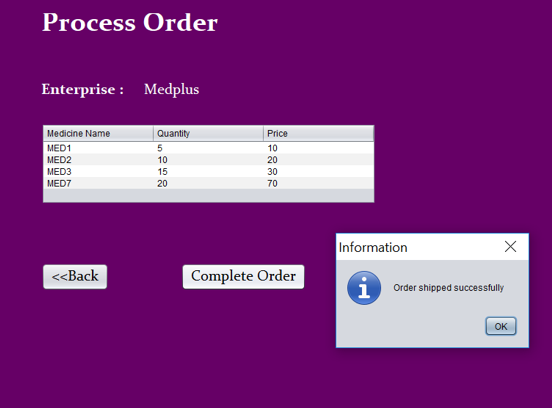 Process Order
Enterprise : Medplus
Medicine Name Quantity Price
MED1 5 10
MED2 10 20
MED3 15 30
MED7 20 70
Information
Order shipped successfully
<<Back Complete Order
OK